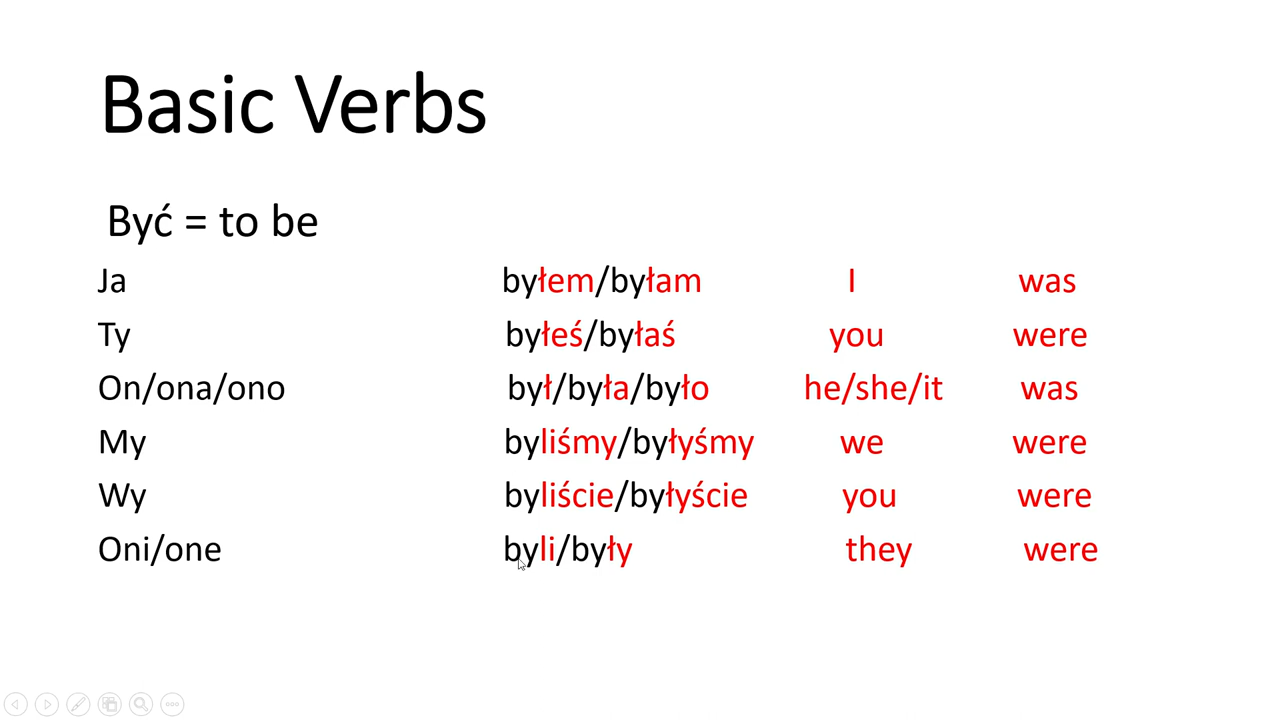 Basic Verbs
Być = to be
Ja byłem/byłam I was
Ty byłeś/byłaś you were
On/ona/ono był/była/było he/she/it was
My byliśmy/byłyśmy we were
Wy byliście/byłyście you were
Oni/one byli/były they were